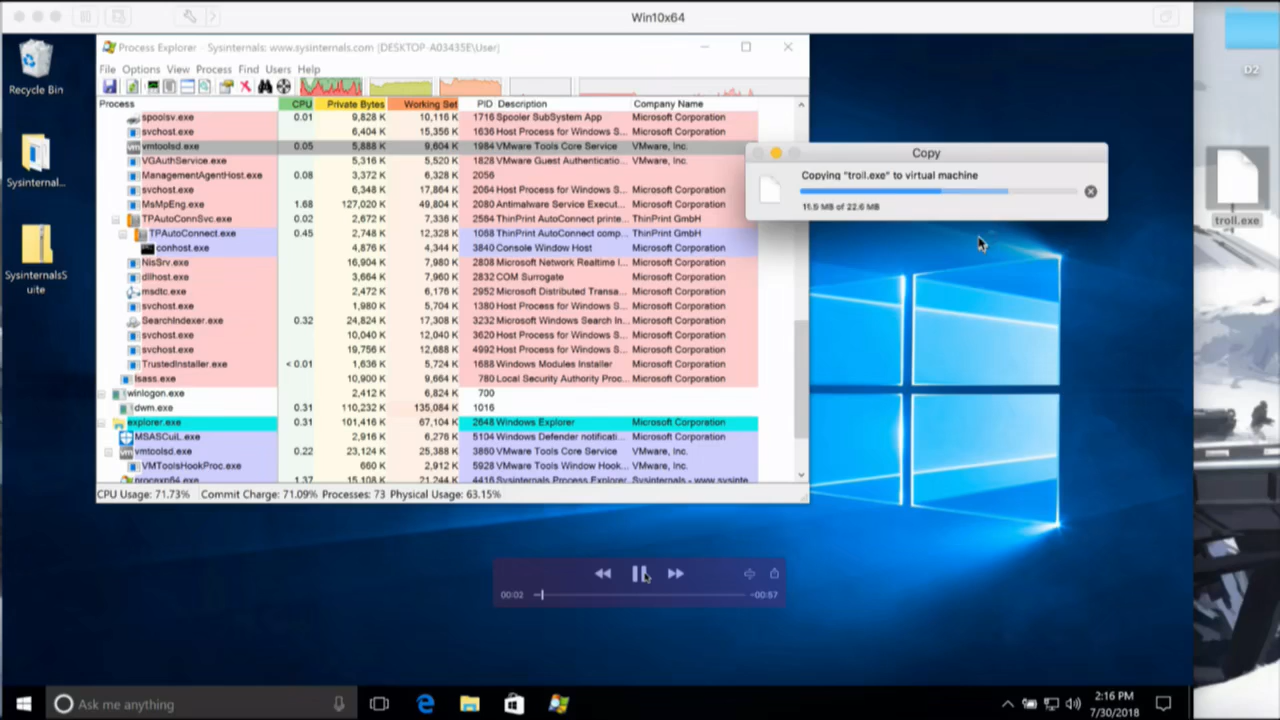 Win10x64
Recycle Bin
Sysinternal...
SysinternalsS
uite
Process Explorer - Sysinternals: www.sysinternals.com [DESKTOP-A03435E\User]
File Options View Process Find Users Help
Process CPU Private Bytes Working Set PID Description Company Name
spoolsv.exe 0.01 9,828 K 10,116 K 1716 Spooler SubSystem App Microsoft Corporation
svchost.exe 6,404 K 15,356 K 1636 Host Process for Windows S... Microsoft Corporation
vmtoolsd.exe 0.05 5,888 K 9,604 K 1984 VMware Tools Core Service VMware, Inc.
VGAuthService.exe 5,316 K 5,520 K 1828 VMware Guest Authenticatio... VMware, Inc.
ManagementAgentHost.exe 0.08 3,372 K 6,328 K 2056
svchost.exe 6,348 K 17,864 K 2064 Host Process for Windows S... Microsoft Corporation
MsMpEng.exe 1.68 127,020 K 49,804 K 2080 Antimalware Service Execut... Microsoft Corporation
TPAutoConnSvc.exe 0.02 2,672 K 7,336 K 2564 ThinPrint AutoConnect printe... ThinPrint GmbH
TPAutoConnect.exe 0.45 2,748 K 12,328 K 1068 ThinPrint AutoConnect comp... ThinPrint GmbH
conhost.exe 4,876 K 4,344 K 3840 Console Window Host Microsoft Corporation
NisSrv.exe 16,904 K 7,980 K 2808 Microsoft Network Realtime I... Microsoft Corporation
dllhost.exe 3,664 K 7,960 K 2832 COM Surrogate Microsoft Corporation
msdtc.exe 2,472 K 6,176 K 2952 Microsoft Distributed Transa... Microsoft Corporation
svchost.exe 1,980 K 5,704 K 1380 Host Process for Windows S... Microsoft Corporation
SearchIndexer.exe 0.32 24,824 K 17,308 K 3232 Microsoft Windows Search In... Microsoft Corporation
svchost.exe 10,040 K 12,040 K 3620 Host Process for Windows S... Microsoft Corporation
svchost.exe 19,756 K 12,688 K 4992 Host Process for Windows S... Microsoft Corporation
TrustedInstaller.exe < 0.01 1,636 K 5,724 K 1688 Windows Modules Installer Microsoft Corporation
lsass.exe 10,900 K 9,664 K 780 Local Security Authority Proc... Microsoft Corporation
winlogon.exe 2,412 K 6,824 K 700
dwm.exe 0.31 110,232 K 135,084 K 1016
explorer.exe 0.31 101,416 K 67,104 K 2648 Windows Explorer Microsoft Corporation
MSASCuiL.exe 2,916 K 6,276 K 5104 Windows Defender notificati... Microsoft Corporation
vmtoolsd.exe 0.22 23,124 K 25,388 K 3860 VMware Tools Core Service VMware, Inc.
VMToolsHookProc.exe 660 K 2,912 K 5928 VMware Tools Window Hook... VMware, Inc.
procexp64.exe 1.37 15,108 K 21,244 K 4416 Sysinternals Process Explorer Sysinternals - www.sysinte...
CPU Usage: 71.73% Commit Charge: 71.09% Processes: 73 Physical Usage: 63.15%
Copy
Copying "troll.exe" to virtual machine
11.5 MB of 22.6 MB
D2
troll.exe
00:02
-00:57
Ask me anything
2:16 PM
7/30/2018